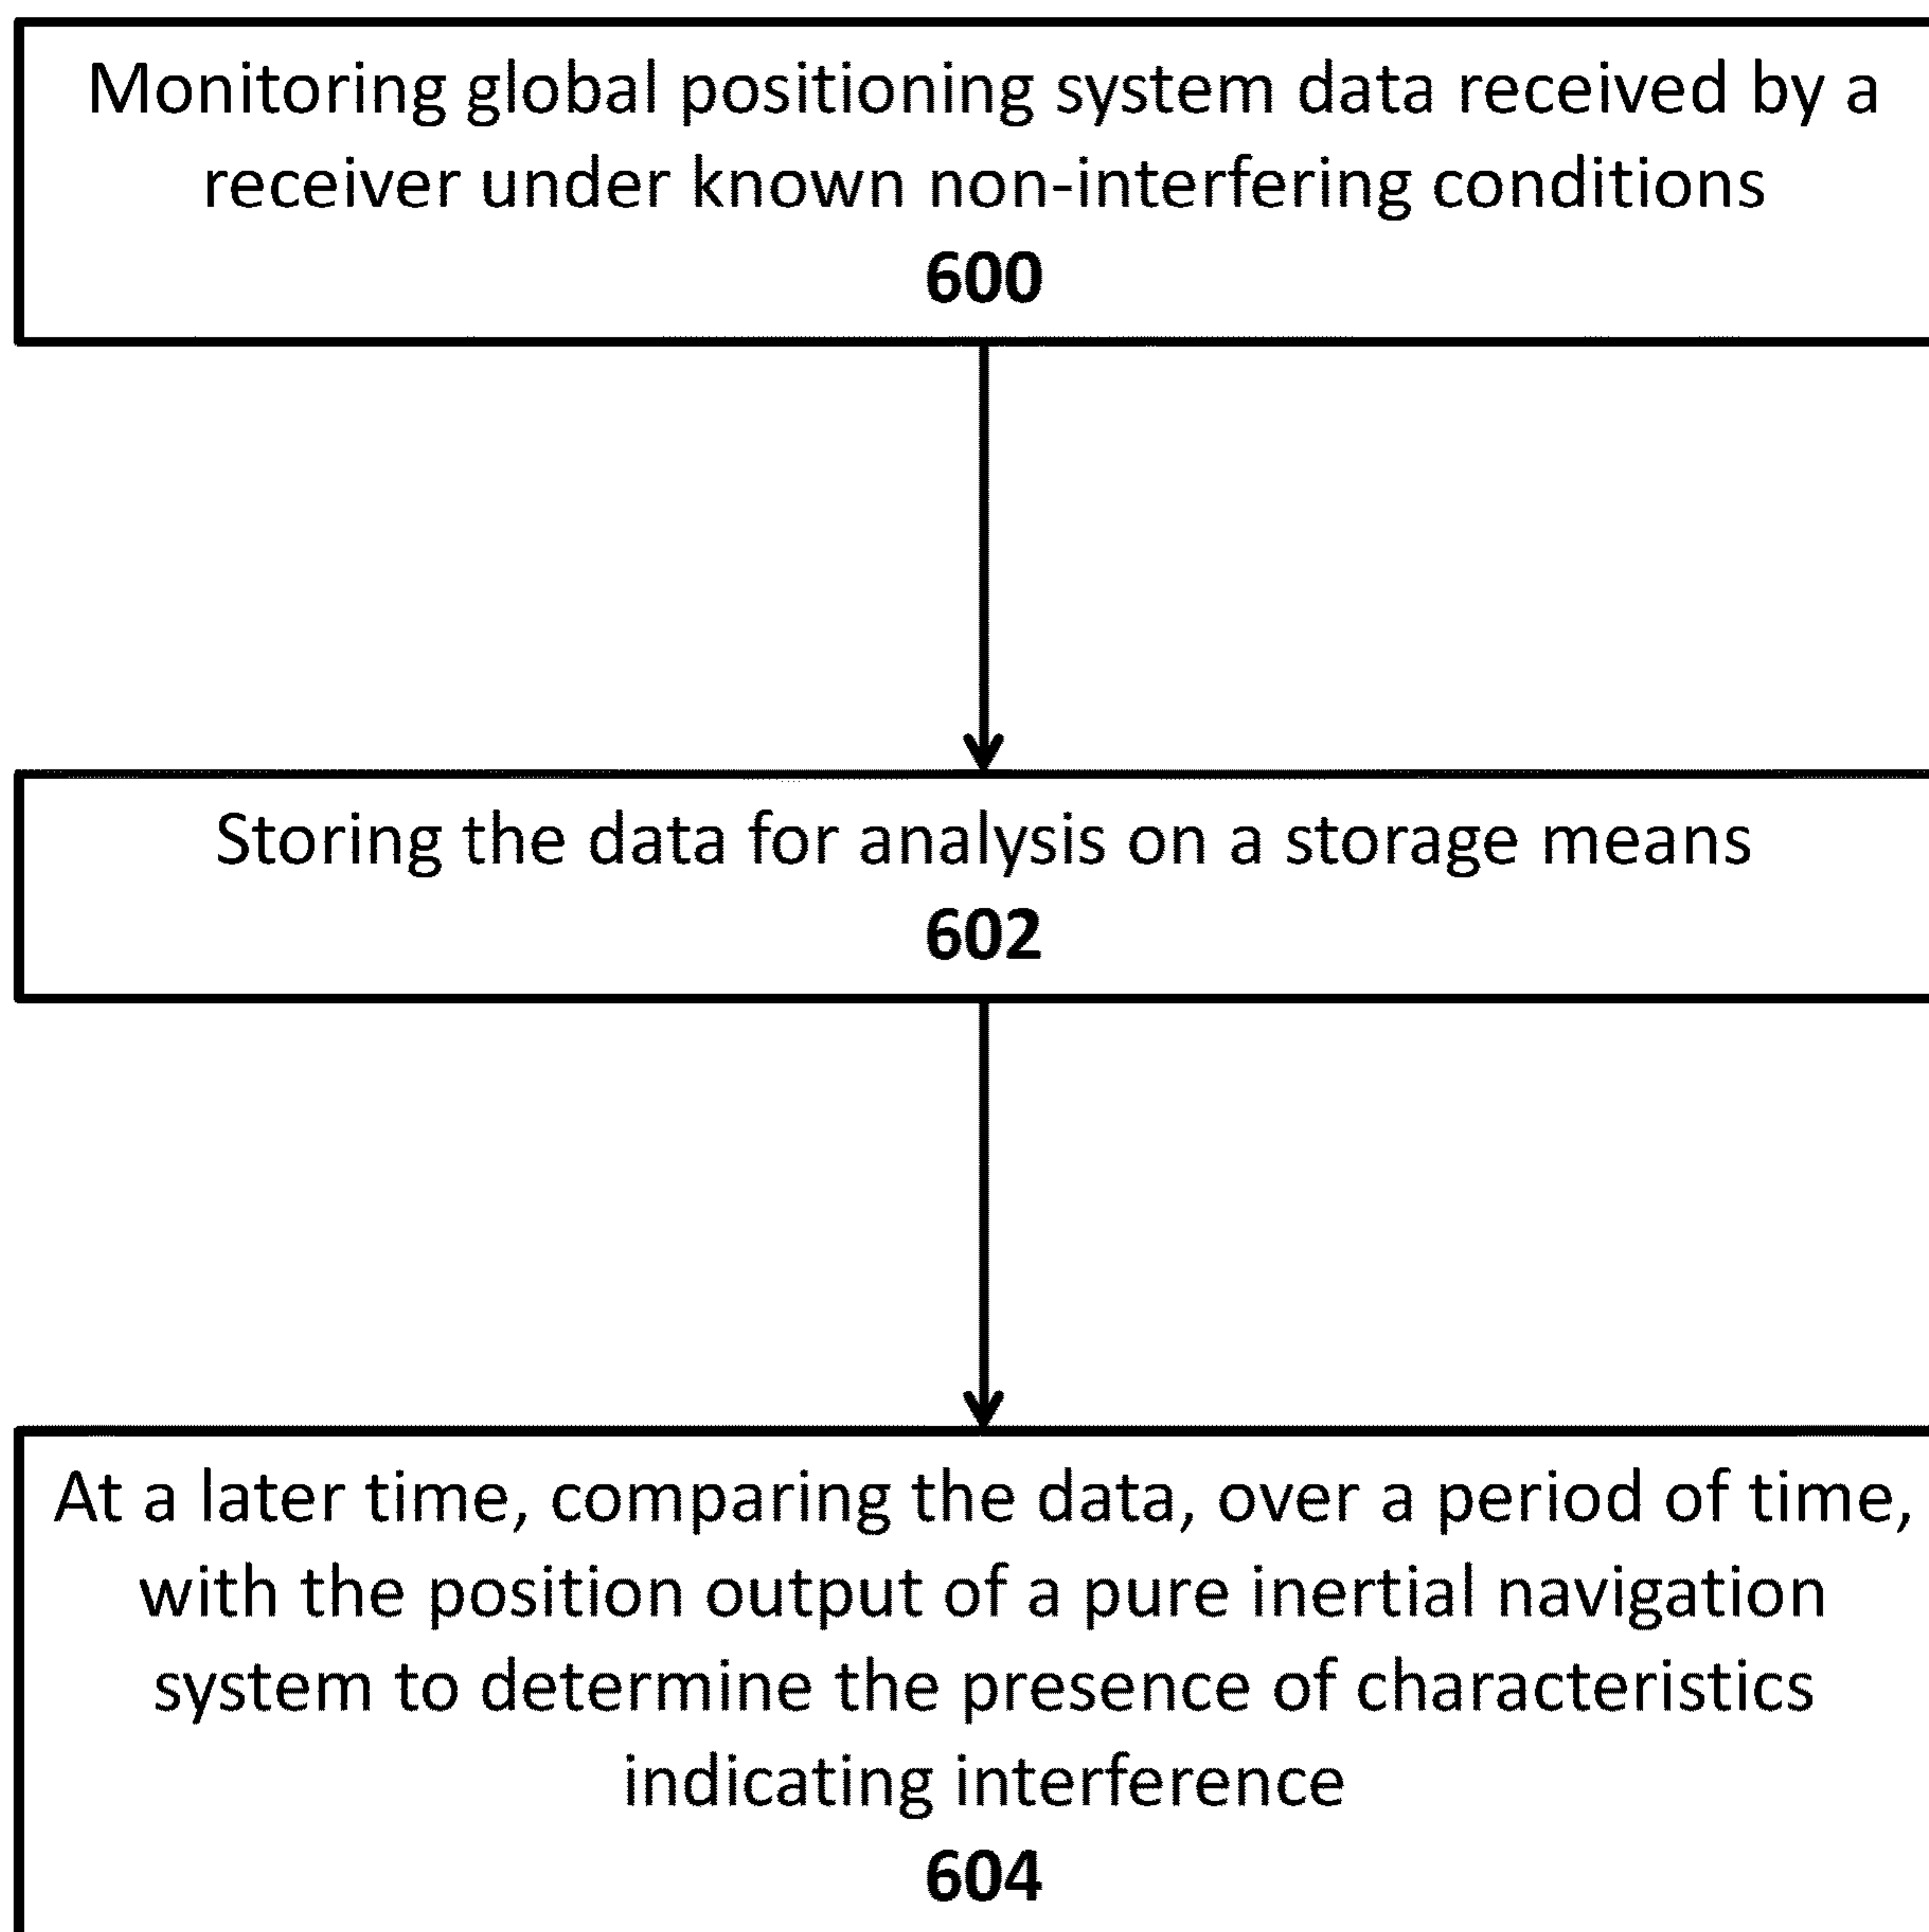 Monitoring global positioning system data received by a
receiver under known non-interfering conditions
600
Storing the data for analysis on a storage means
602
At a later time, comparing the data, over a period of time,
with the position output of a pure inertial navigation
system to determine the presence of characteristics
indicating interference
604